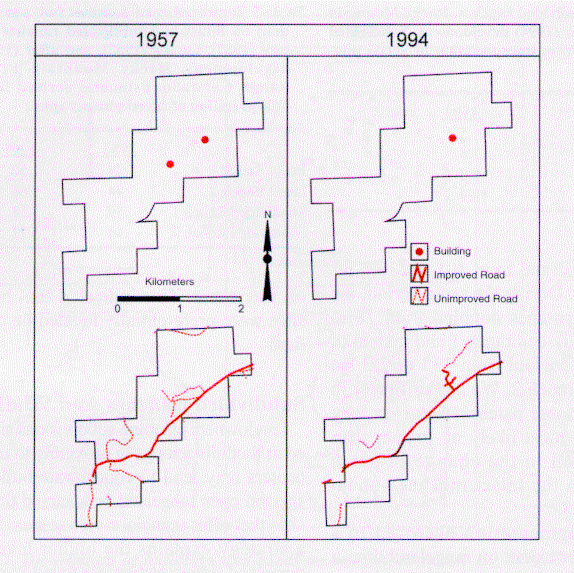 1957
1994
N
Building
Improved Road
Unimproved Road
Kilometers
0 1 2